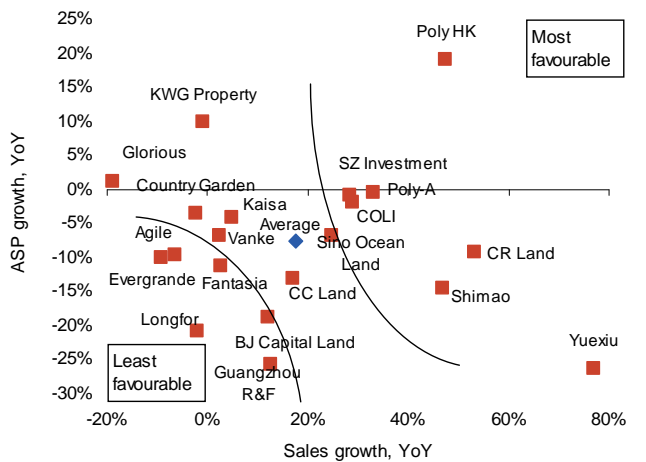 25%
20%
15%
10%
5%
0%
-5%
-10%
-15%
-20%
-25%
-30%
ASP growth, YoY
Poly HK
Most
favourable
KWG Property
Glorious
SZ Investment
Country Garden
Poly-A
Kaisa
COLI
Average
Agile
Vanke
Sino Ocean
Land
CR Land
Evergrande
Fantasia
CC Land
Shimao
Longfor
BJ Capital Land
Yuexiu
Least
favourable
Guangzhou
R&F
-20%
0%
20%
40%
60%
80%
Sales growth, YoY